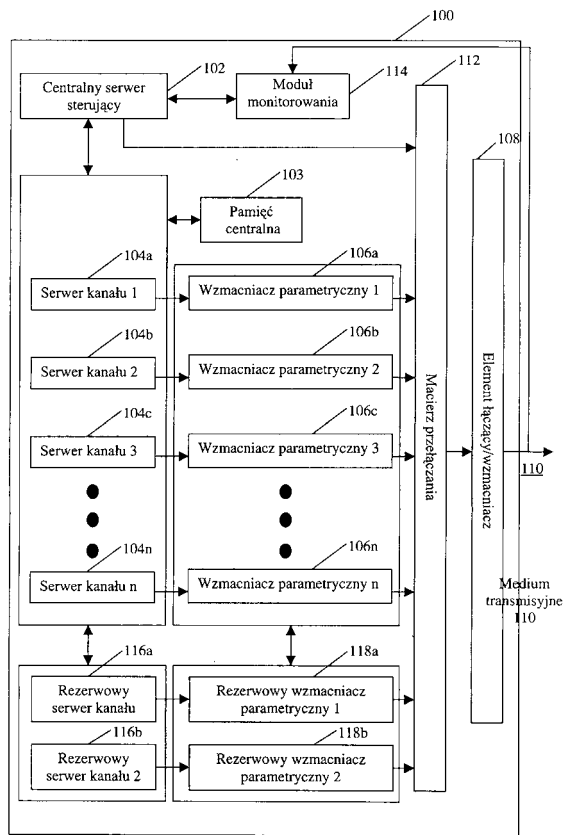 100
102
Centralny serwer
sterujący
Moduł
monitorowania
114
112
108
103
Pamięć
centralna
104a
Serwer kanału 1
106a
Wzmacniacz parametryczny 1
104b
Serwer kanału 2
106b
Wzmacniacz parametryczny 2
104c
Serwer kanału 3
106c
Wzmacniacz parametryczny 3
104n
Serwer kanału n
106n
Wzmacniacz parametryczny n
Macierz przełączania
Element łączący/wzmacniacz
110
Medium
transmisyjne
110
116a
Rezerwowy
serwer kanału
118a
Rezerwowy wzmacniacz
parametryczny 1
116b
Rezerwowy
serwer kanału 2
118b
Rezerwowy wzmacniacz
parametryczny 2